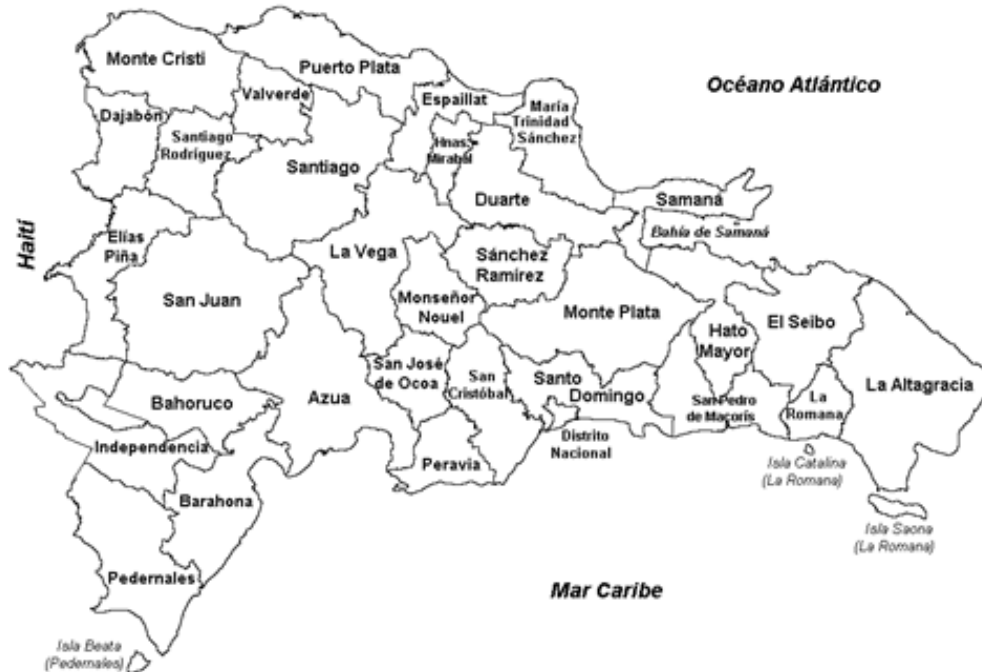 Monte Cristi
Puerto Plata
Océano Atlántico
Valverde
Espaillat
María
Trinidad
Sánchez
Dajabón
Santiago
Rodríguez
Hnas.
Mirabal
Santiago
Duarte
Samaná
Bahía de Samaná
Haití
Elías
Piña
La Vega
Sánchez
Ramírez
San Juan
Monseñor
Nouel
Monte Plata
Hato
Mayor
El Seibo
La Altagracia
San José
de Ocoa
San
Cristóbal
Santo
Domingo
San Pedro
de Macorís
La
Romana
Bahoruco
Azua
Distrito
Nacional
Independencia
Peravia
Isla Catalina
(La Romana)
Barahona
Isla Saona
(La Romana)
Pedernales
Mar Caribe
Isla Beata
(Pedernales)